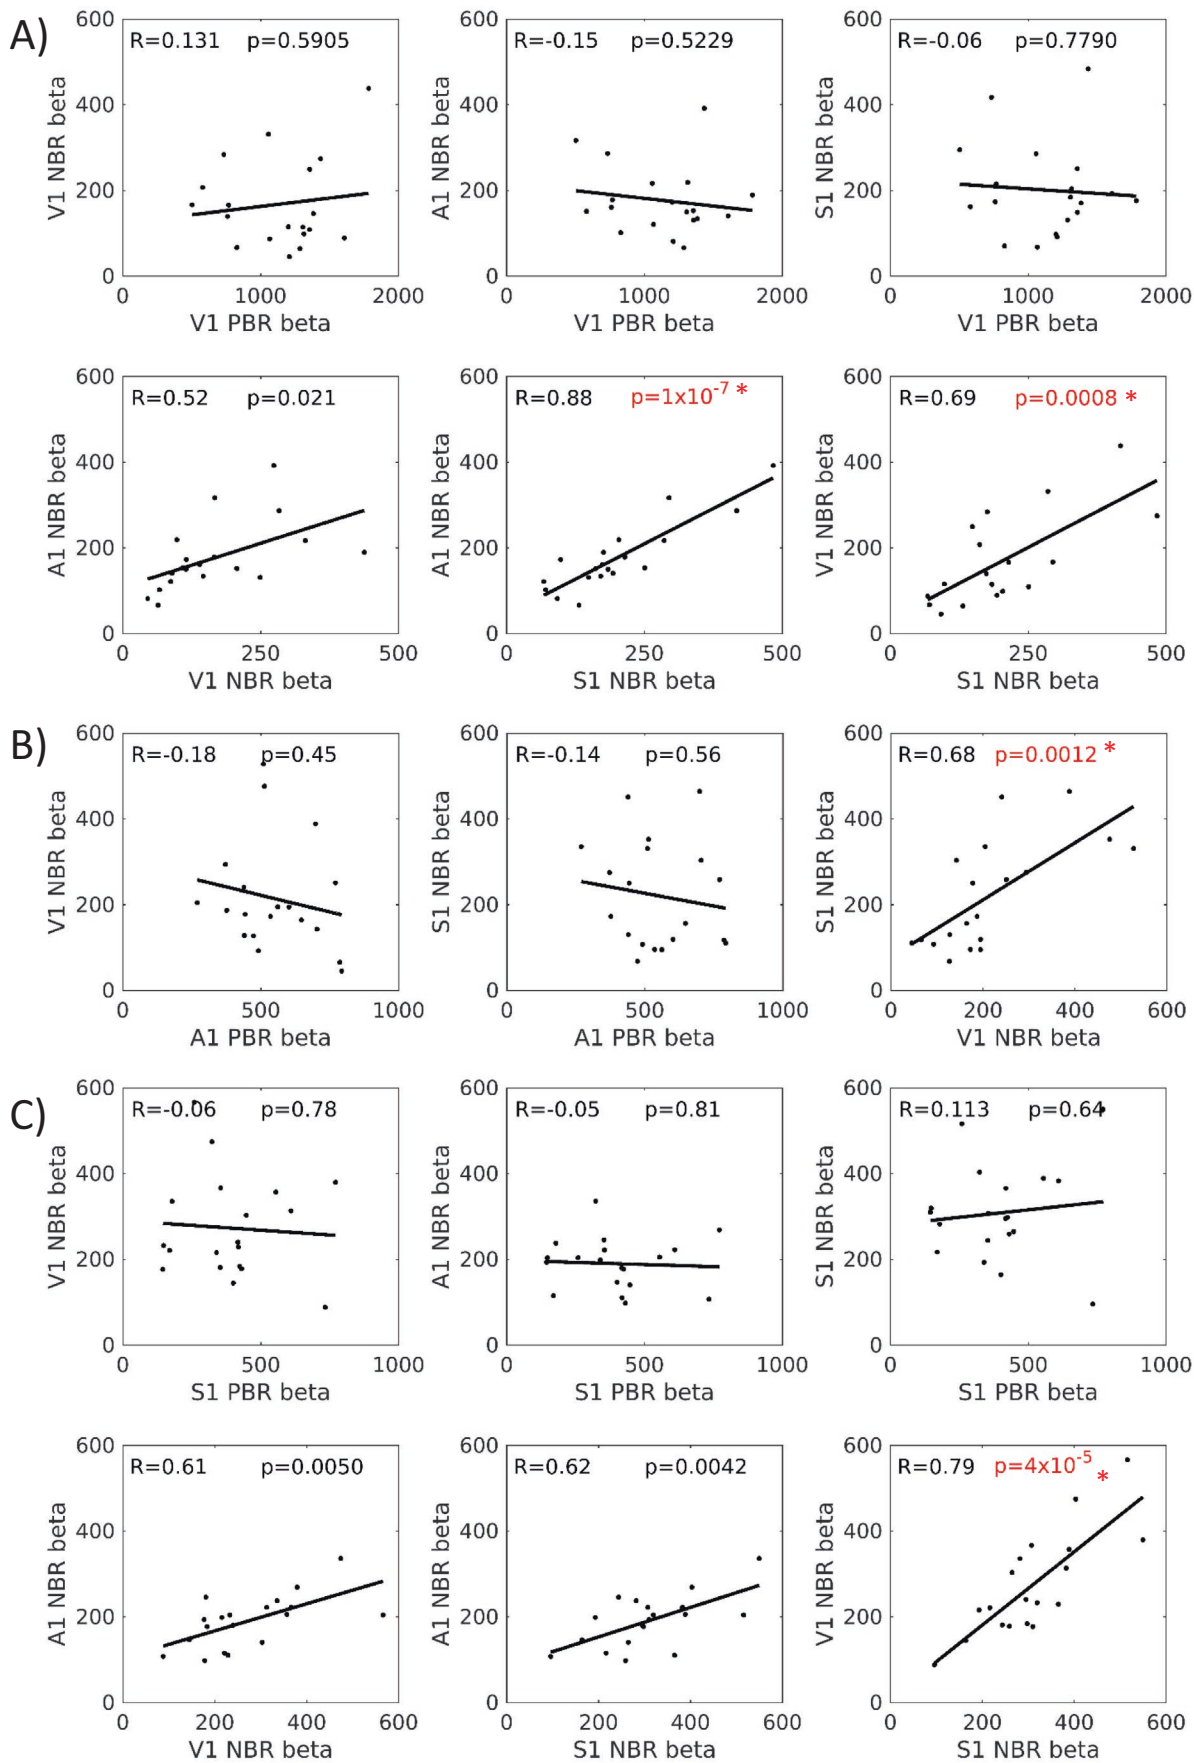 A)
R=0.131 p=0.5905
V1 NBR beta
600
400
200
0
0 1000 2000
V1 PBR beta
R=-0.15 p=0.5229
A1 NBR beta
600
400
200
0
0 1000 2000
V1 PBR beta
R=-0.06 p=0.7790
S1 NBR beta
600
400
200
0
0 1000 2000
V1 PBR beta
R=0.52 p=0.021
A1 NBR beta
600
400
200
0
0 250 500
V1 NBR beta
R=0.88 p=1x10⁻⁷ *
A1 NBR beta
600
400
200
0
0 250 500
S1 NBR beta
R=0.69 p=0.0008 *
V1 NBR beta
600
400
200
0
0 250 500
S1 NBR beta
B)
R=-0.18 p=0.45
V1 NBR beta
600
400
200
0
0 500 1000
A1 PBR beta
R=-0.14 p=0.56
S1 NBR beta
600
400
200
0
0 500 1000
A1 PBR beta
R=0.68 p=0.0012 *
S1 NBR beta
600
400
200
0
0 200 400 600
V1 NBR beta
C)
R=-0.06 p=0.78
V1 NBR beta
600
400
200
0
0 500 1000
S1 PBR beta
R=-0.05 p=0.81
A1 NBR beta
600
400
200
0
0 500 1000
S1 PBR beta
R=0.113 p=0.64
S1 NBR beta
600
400
200
0
0 500 1000
S1 PBR beta
R=0.61 p=0.0050
A1 NBR beta
600
400
200
0
0 200 400 600
V1 NBR beta
R=0.62 p=0.0042
A1 NBR beta
600
400
200
0
0 200 400 600
S1 NBR beta
R=0.79 p=4x10⁻⁵ *
V1 NBR beta
600
400
200
0
0 200 400 600
S1 NBR beta